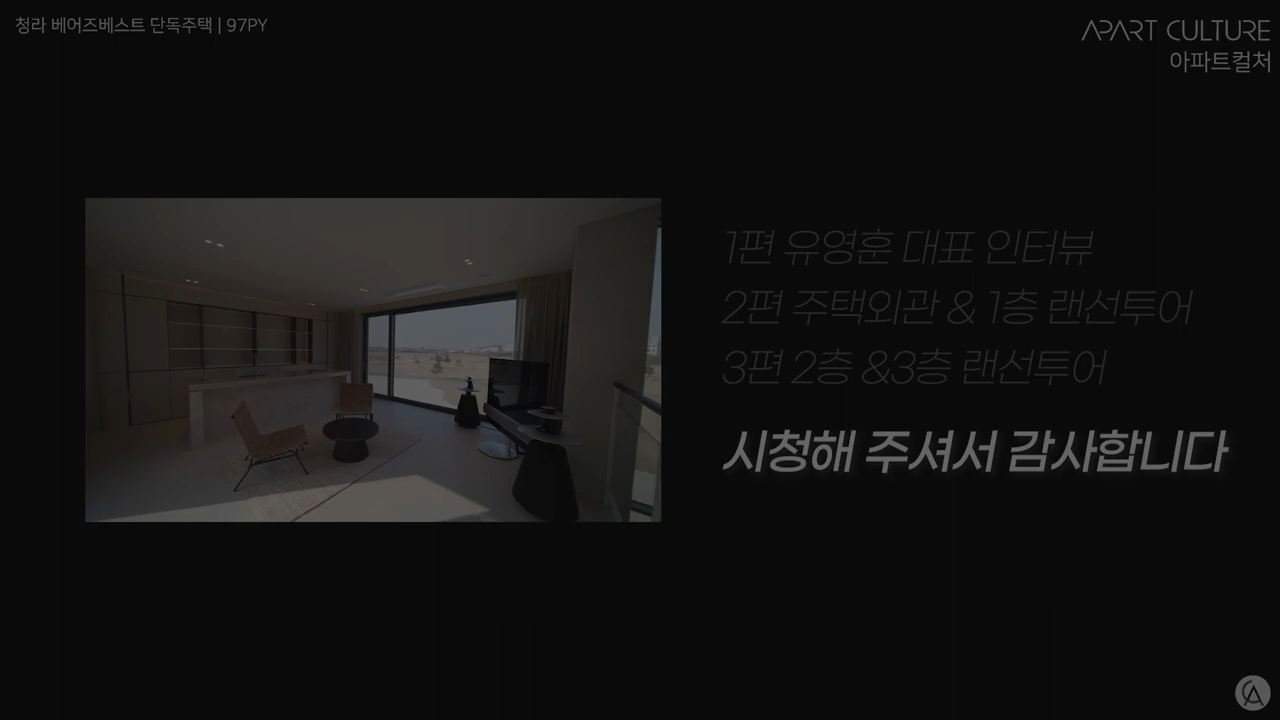 청라 베어즈베스트 단독주택 | 97PY
APART CULTURE
아파트컬처
1편 유영훈 대표 인터뷰
2편 주택외관 & 1층 랜선투어
3편 2층 &3층 랜선투어
시청해 주셔서 감사합니다